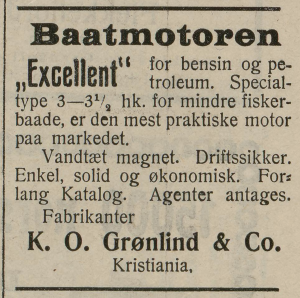 Baatmotoren
„Excellent“ for bensin og pe-
troleum. Special-
type 3—3½ hk. for mindre fisker-
baade, er den mest praktiske motor
paa markedet.
Vandtæt magnet. Driftssikker.
Enkel, solid og økonomisk. For-
lang Katalog. Agenter antages.
Fabrikanter
K. O. Grønlind & Co.
Kristiania.